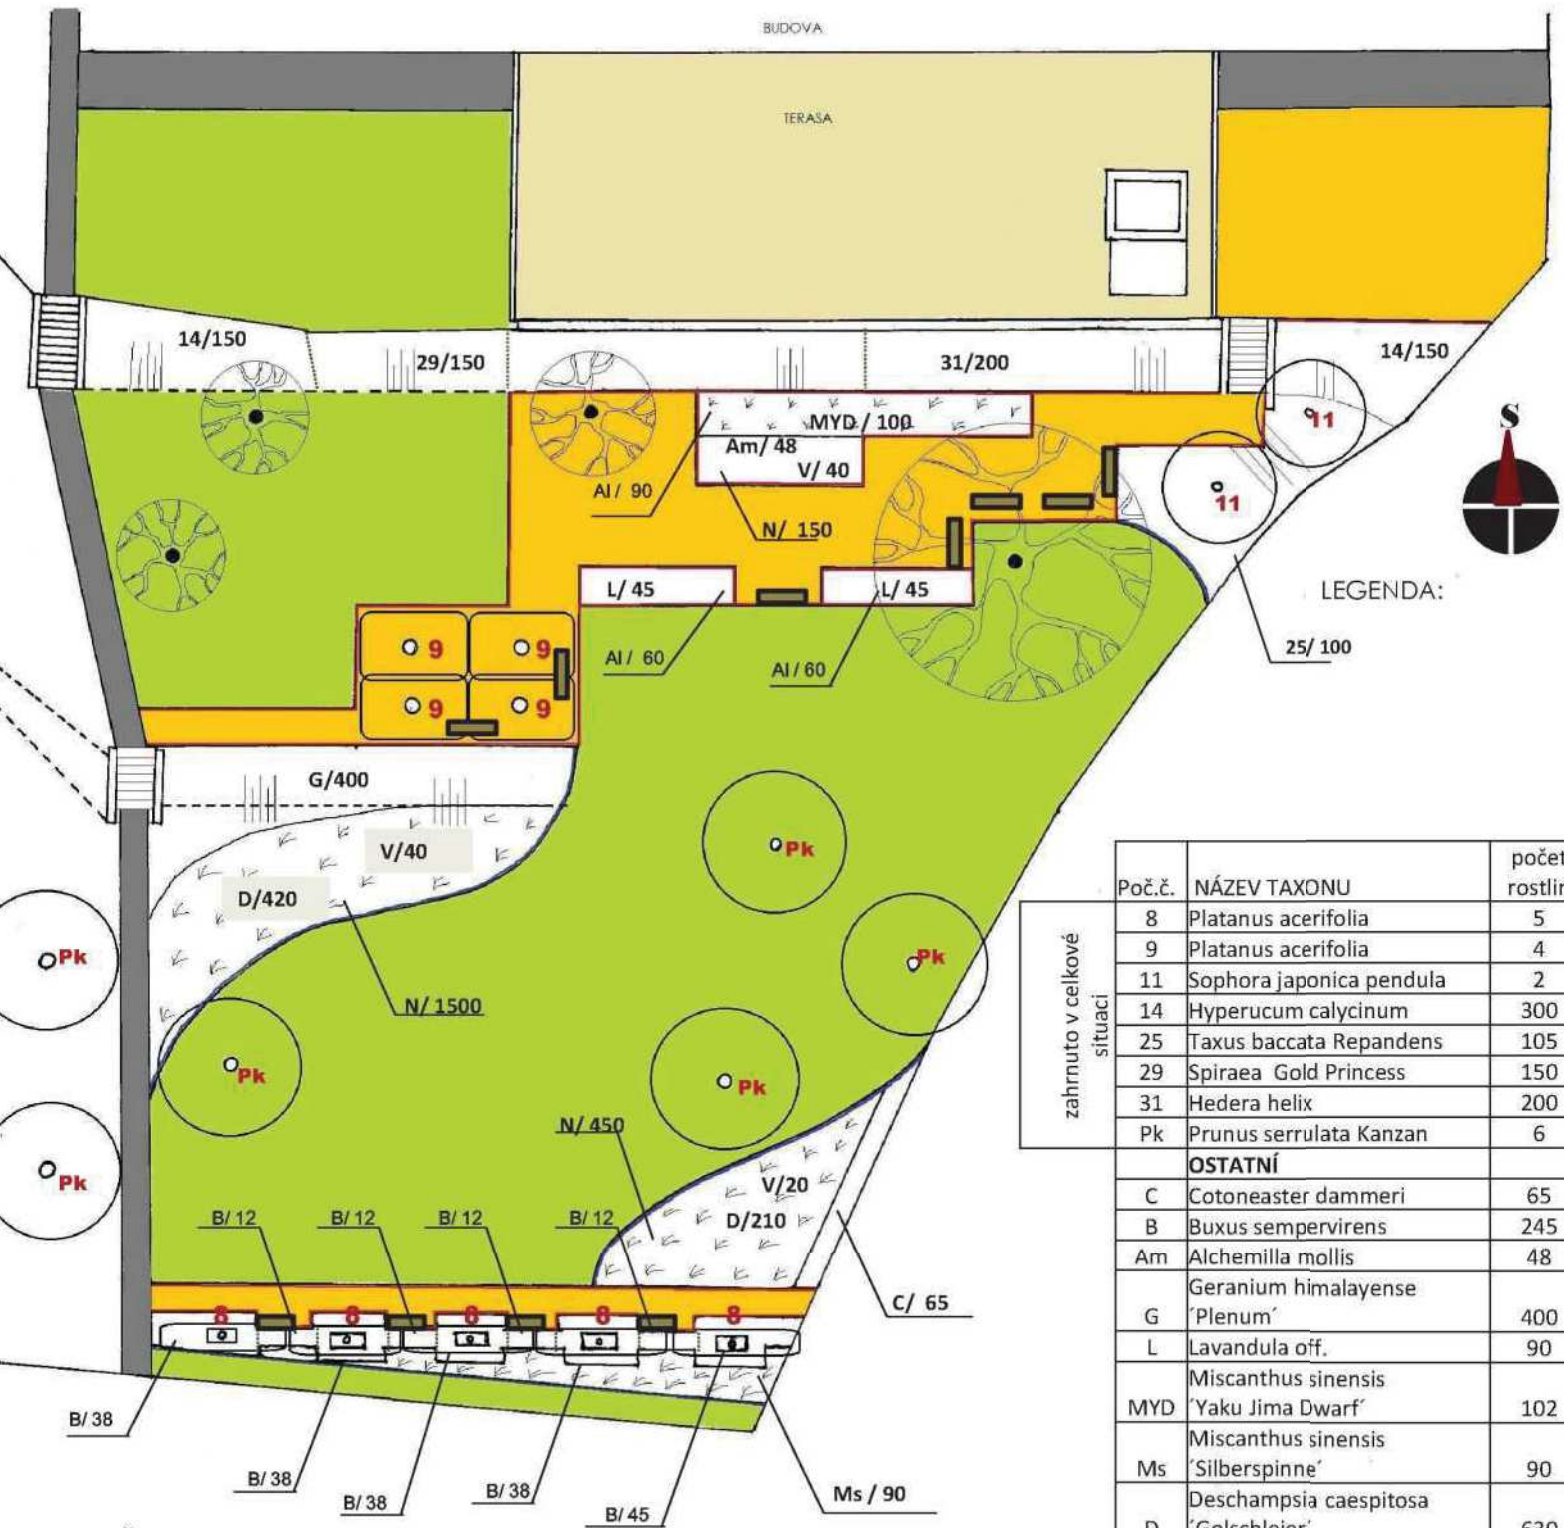 BUDOVA
TERASA
14/150
29/150
31/200
14/150
MYD / 100
Am/ 48
V/ 40
11
11
S
Al / 90
N/ 150
L/ 45
L/ 45
LEGENDA:
25/ 100
9
9
Al / 60
Al / 60
9
9
G/400
V/40
Pk
D/420
Pk
Pk
N/ 1500
Pk
Pk
N/ 450
Pk
V/20
B/ 12
B/ 12
B/ 12
B/ 12
D/210
C/ 65
8
8
8
8
8
B/ 38
B/ 38
B/ 38
B/ 38
B/ 45
Ms / 90
zahrnuto v celkové
situaci
Poč.č. NÁZEV TAXONU počet
rostlin
8 Platanus acerifolia 5
9 Platanus acerifolia 4
11 Sophora japonica pendula 2
14 Hyperucum calycinum 300
25 Taxus baccata Repandens 105
29 Spiraea Gold Princess 150
31 Hedera helix 200
Pk Prunus serrulata Kanzan 6
OSTATNÍ
C Cotoneaster dammeri 65
B Buxus sempervirens 245
Am Alchemilla mollis 48
Geranium himalayense
G ´Plenum´ 400
L Lavandula off. 90
Miscanthus sinensis
MYD ´Yaku Jima Dwarf´ 102
Miscanthus sinensis
Ms ´Silberspinne´ 90
Deschampsia caespitosa